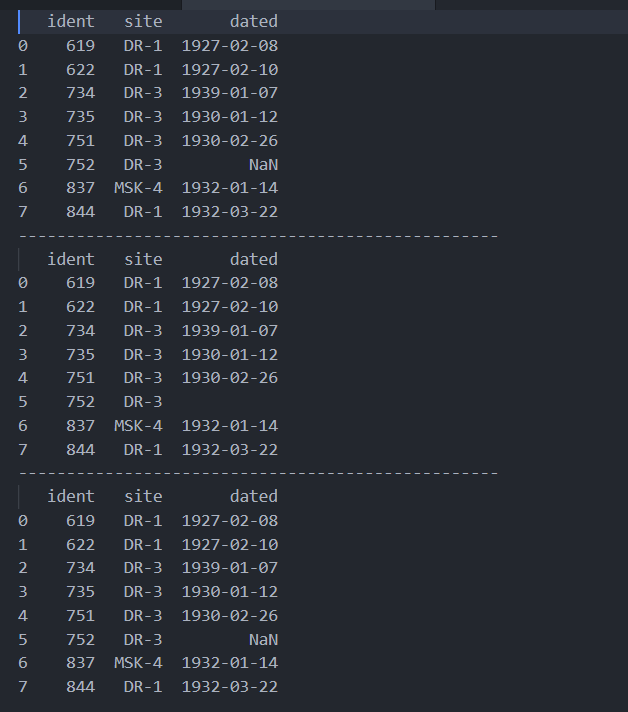 ident site dated
0 619 DR-1 1927-02-08
1 622 DR-1 1927-02-10
2 734 DR-3 1939-01-07
3 735 DR-3 1930-01-12
4 751 DR-3 1930-02-26
5 752 DR-3 NaN
6 837 MSK-4 1932-01-14
7 844 DR-1 1932-03-22
--------------------------------------------------
ident site dated
0 619 DR-1 1927-02-08
1 622 DR-1 1927-02-10
2 734 DR-3 1939-01-07
3 735 DR-3 1930-01-12
4 751 DR-3 1930-02-26
5 752 DR-3
6 837 MSK-4 1932-01-14
7 844 DR-1 1932-03-22
--------------------------------------------------
ident site dated
0 619 DR-1 1927-02-08
1 622 DR-1 1927-02-10
2 734 DR-3 1939-01-07
3 735 DR-3 1930-01-12
4 751 DR-3 1930-02-26
5 752 DR-3 NaN
6 837 MSK-4 1932-01-14
7 844 DR-1 1932-03-22